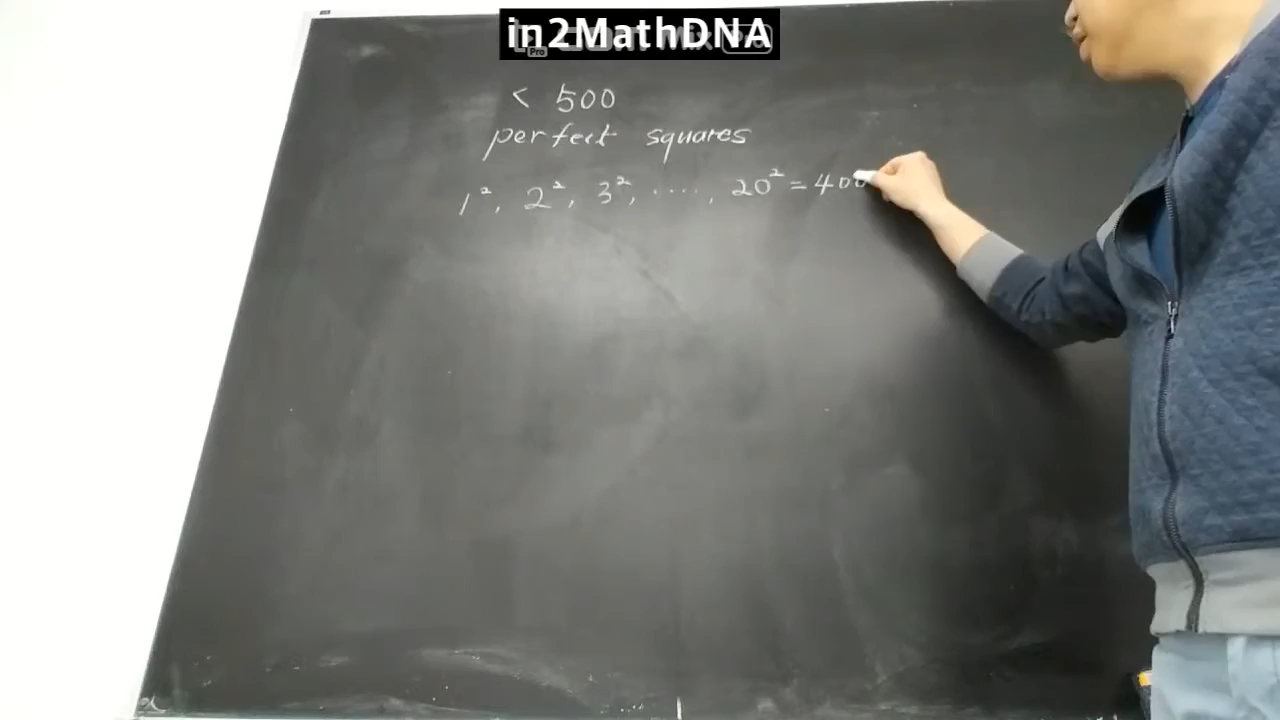 in2MathDNA
< 500
perfect squares
1², 2², 3², ....., 20² = 400